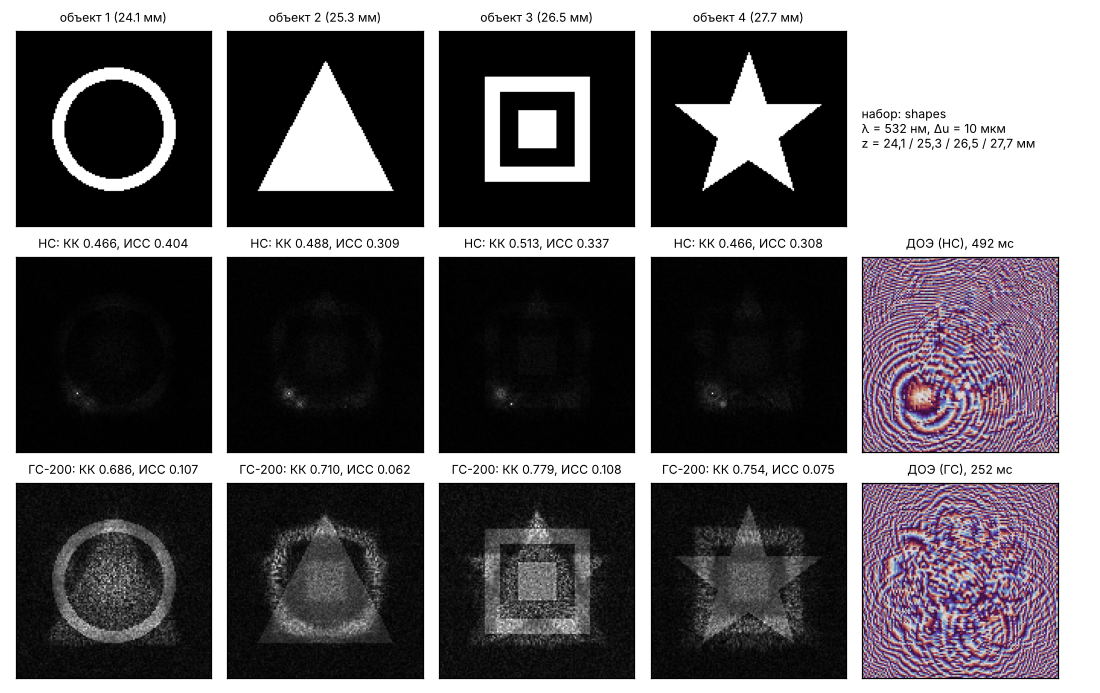 объект 1 (24.1 мм)
объект 2 (25.3 мм)
объект 3 (26.5 мм)
объект 4 (27.7 мм)
набор: shapes
λ = 532 нм, Δu = 10 мкм
z = 24,1 / 25,3 / 26,5 / 27,7 мм
НС: КК 0.466, ИСС 0.404
НС: КК 0.488, ИСС 0.309
НС: КК 0.513, ИСС 0.337
НС: КК 0.466, ИСС 0.308
ДОЭ (НС), 492 мс
ГС-200: КК 0.686, ИСС 0.107
ГС-200: КК 0.710, ИСС 0.062
ГС-200: КК 0.779, ИСС 0.108
ГС-200: КК 0.754, ИСС 0.075
ДОЭ (ГС), 252 мс